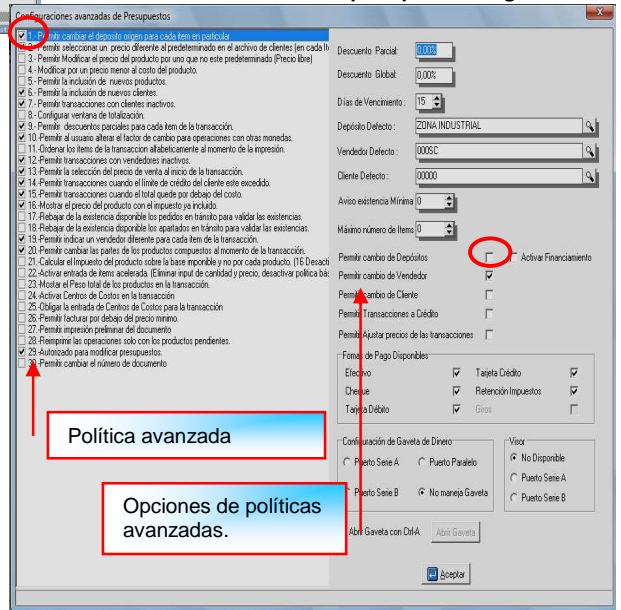 Configuraciones avanzadas de Presupuestos
1.- Permitir cambiar el deposito origen para cada item en particular
2.- Permitir seleccionar un precio diferente al predeterminado en el archivo de clientes (en cada It
3.- Permitir Modificar el precio del producto por uno que no este predeterminado (Precio libre)
4.- Modificar por un precio menor al costo del producto.
5.- Permitir la inclusión de nuevos productos.
6.- Permitir la inclusión de nuevos clientes.
7.- Permitir transacciones con clientes inactivos.
8.- Configurar ventana de totalización.
9.- Permitir descuentos parciales para cada item de la transacción.
10.-Permitir al usuario alterar el factor de cambio para operaciones con otras monedas.
11.-Ordenar los items de la transaccion alfabeticamente al momento de la impresión.
12.-Permitir transacciones con vendedores inactivos.
13.-Permitir la selección del precio de venta al inicio de la transacción.
14.-Permitir transacciones cuando el límite de crédito del cliente este excedido.
15.-Permitir transacciones cuando el total quede por debajo del costo.
16.-Mostrar el precio del producto con el impuesto ya incluido.
17.-Rebajar de la existencia disponible los pedidos en tránsito para validar las existencias.
18.-Rebajar de la existencia disponible los apartados en tránsito para validar las existencias.
19.-Permitir indicar un vendedor diferente para cada item de la transacción.
20.-Permitir cambiar las partes de los productos compuestos al momento de la transacción.
21.-Calcular el Impuesto del producto sobre la base imponible y no por cada producto. (16 Desacti
22.-Activar entrada de items acelerada. (Eliminar input de cantidad y precio, desactivar politica bás
23.-Mostar el Peso total de los productos en la transacción.
24.-Activar Centros de Costos en la transacción
25.-Obligar la entrada de Centros de Costos para la transacción
26.-Permitir facturar por debajo del precio minimo.
27.-Permitir impresión preliminar del documento
28.-Reimprimir las operaciones solo con los productos pendientes.
29.-Autorizado para modificar presupuestos.
30.-Permitir cambiar el número de documento
Política avanzada
Opciones de políticas
avanzadas.
Descuento Parcial: 0,00%
Descuento Global: 0,00%
Días de Vencimiento : 15
Depósito Defecto : ZONA INDUSTRIAL
Vendedor Defecto : 000SC
Cliente Defecto : 00000
Aviso existencia Mínima 0
Máximo número de Items 0
Permitir cambio de Depósitos Activar Financiamiento
Permitir cambio de Vendedor
Permitir cambio de Cliente
Permitir Transacciones a Crédito
Permitir Ajustar precios de las transacciones
Fomas de Pago Disponibles
Efectivo Tarjeta Crédito
Cheque Retención Impuestos
Tarjeta Débito Giros
Configuración de Gaveta de Dinero Visor
Puerto Serie A Puerto Paralelo No Disponible
Puerto Serie A
Puerto Serie B No maneja Gaveta Puerto Serie B
Abrir Gaveta con Ctrl-A Abrir Gaveta
Aceptar